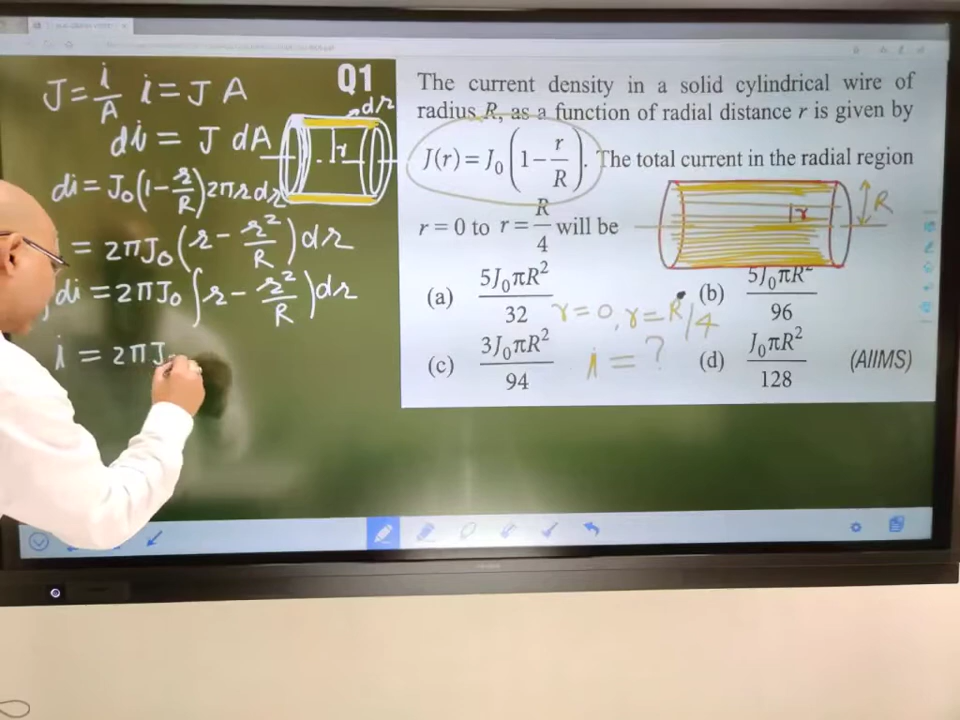 J = i/A i = J A
di = J dA
di = J₀(1-r/R)2πrdr
= 2πJ₀(r - r²/R)dr
∫di = 2πJ₀∫(r - r²/R)dr
i = 2πJ
Q1
dr
r
The current density in a solid cylindrical wire of
radius R, as a function of radial distance r is given by
J(r) = J₀(1 - r/R). The total current in the radial region
r = 0 to r = R/4 will be
r
R
(a) 5J₀πR²/32 (b) 5J₀πR²/96
r = 0, r = R/4
(c) 3J₀πR²/94 (d) J₀πR²/128 (AIIMS)
i = ?